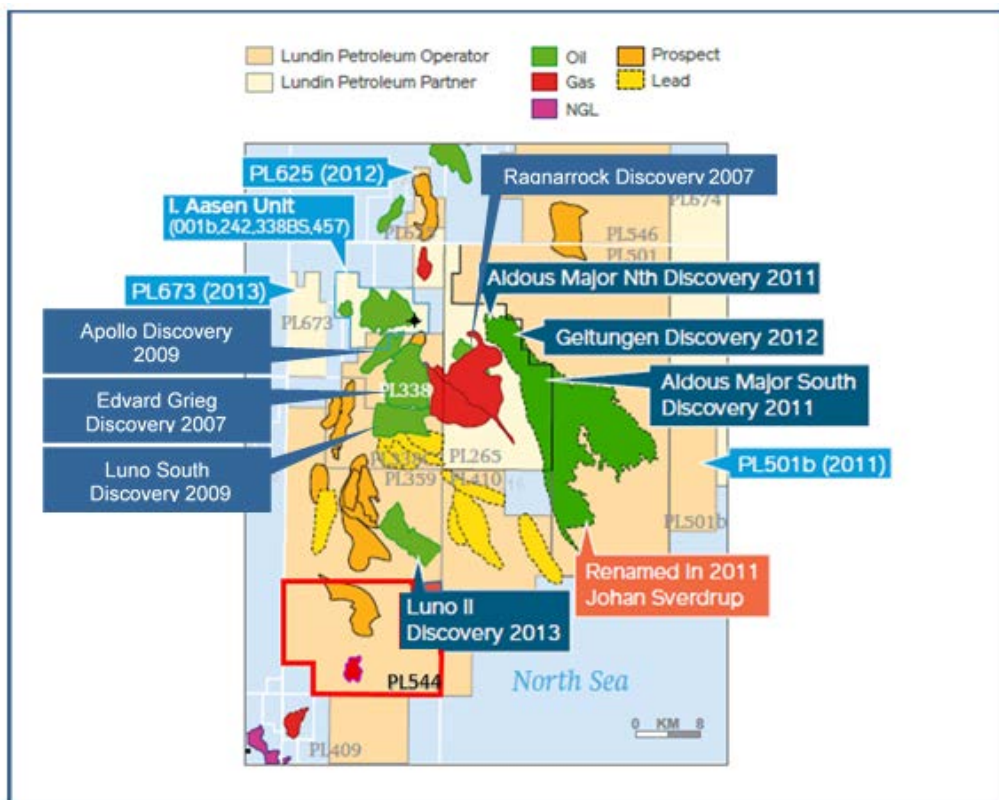 Lundin Petroleum Operator
Lundin Petroleum Partner
Oil
Gas
NGL
Prospect
Lead
PL625 (2012)
Ragnarrock Discovery 2007
PL674
I. Aasen Unit
(001b,242,338BS,457)
PL625
PL546
PL501
Aldous Major Nth Discovery 2011
PL673 (2013)
PL673
Apollo Discovery
2009
Geitungen Discovery 2012
PL338
Aldous Major South
Discovery 2011
Edvard Grieg
Discovery 2007
PL338C
PL265
PL501b (2011)
Luno South
Discovery 2009
PL359
PL410
PL501b
Renamed in 2011
Johan Sverdrup
Luno II
Discovery 2013
PL544
North Sea
0 KM 8
PL409